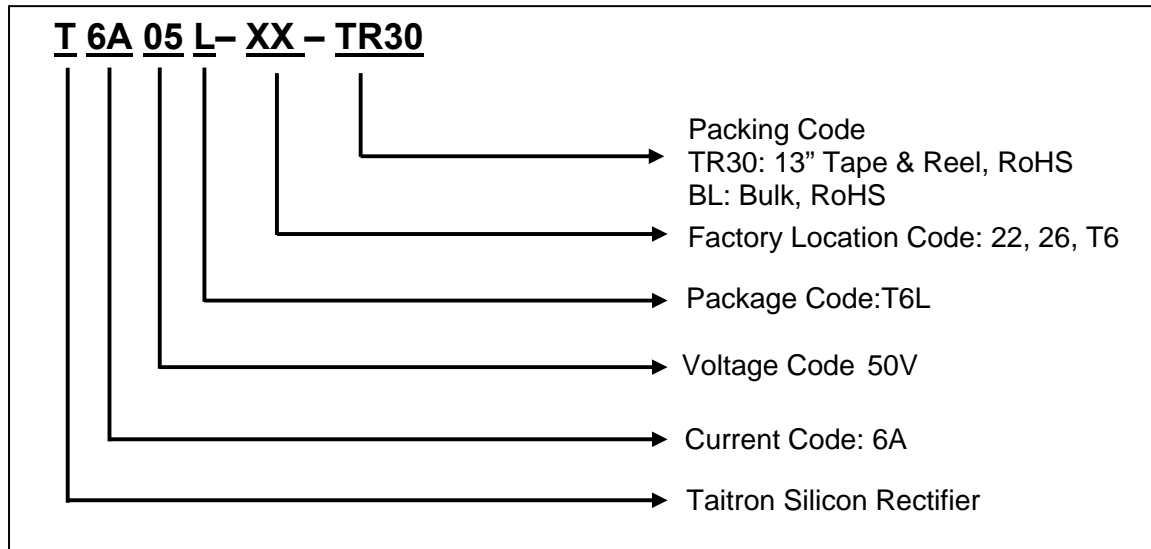 T 6A 05 L– XX – TR30
Packing Code
TR30: 13” Tape & Reel, RoHS
BL: Bulk, RoHS
Factory Location Code: 22, 26, T6
Package Code:T6L
Voltage Code 50V
Current Code: 6A
Taitron Silicon Rectifier